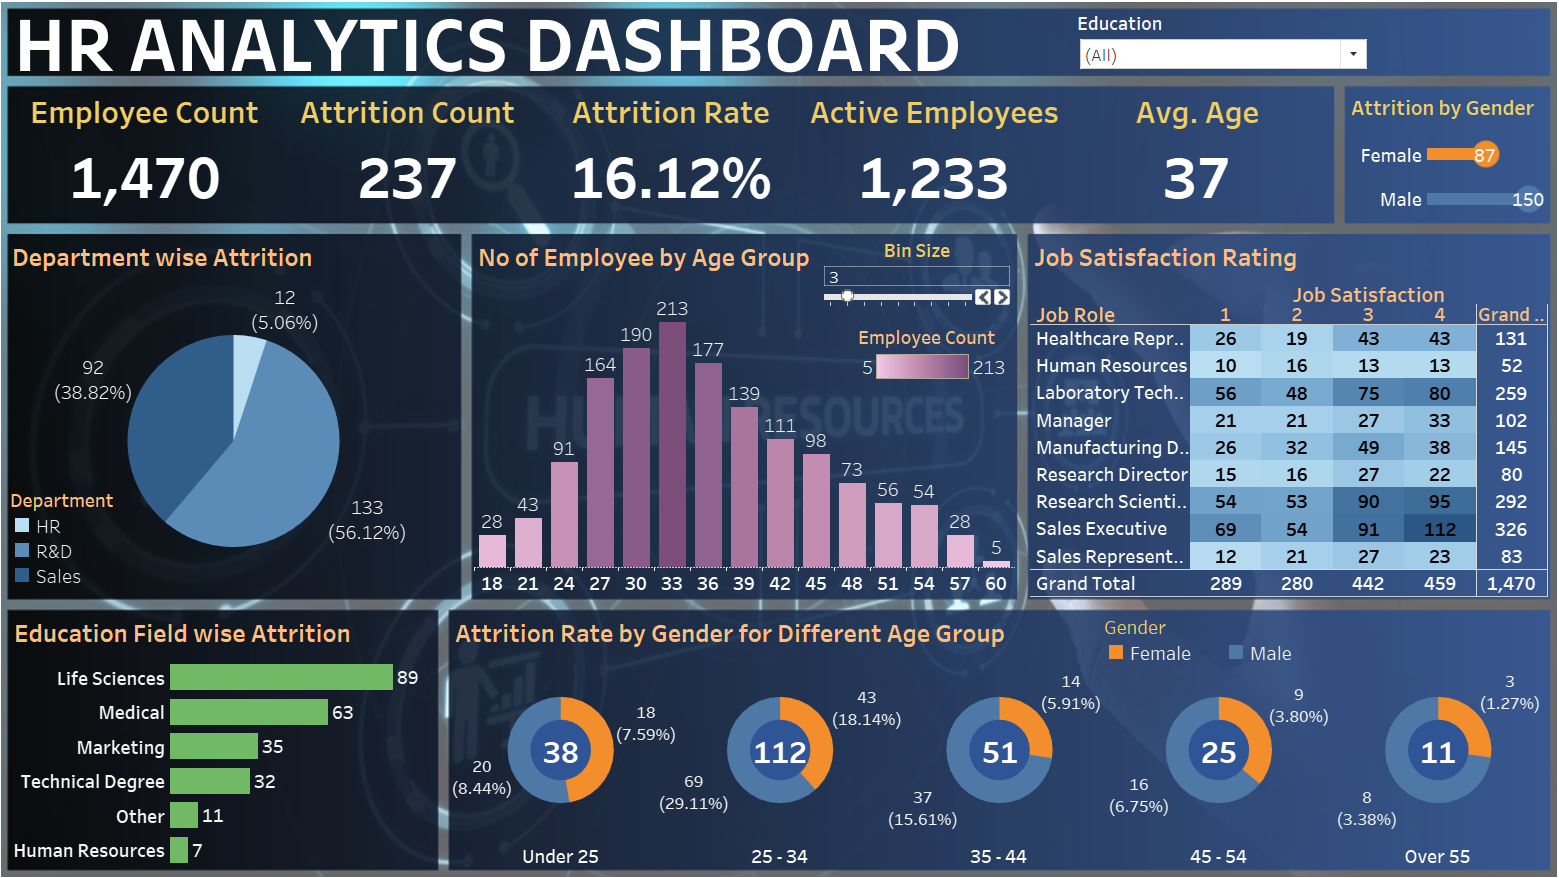 HR ANALYTICS DASHBOARD
Education
(All)
Employee Count
Attrition Count
Attrition Rate
Active Employees
Avg. Age
1,470
237
16.12%
1,233
37
Attrition by Gender
Female 87
Male 150
Department wise Attrition
12
(5.06%)
92
(38.82%)
133
(56.12%)
Department
HR
R&D
Sales
No of Employee by Age Group
Bin Size
3
Employee Count
5 213
28 43 91 164 190 213 177 139 111 98 73 56 54 28 5
18 21 24 27 30 33 36 39 42 45 48 51 54 57 60
HUMAN RESOURCES
Job Satisfaction Rating
Job Satisfaction
Job Role 1 2 3 4 Grand ..
Healthcare Repr.. 26 19 43 43 131
Human Resources 10 16 13 13 52
Laboratory Tech.. 56 48 75 80 259
Manager 21 21 27 33 102
Manufacturing D.. 26 32 49 38 145
Research Director 15 16 27 22 80
Research Scienti.. 54 53 90 95 292
Sales Executive 69 54 91 112 326
Sales Represent.. 12 21 27 23 83
Grand Total 289 280 442 459 1,470
Education Field wise Attrition
Life Sciences 89
Medical 63
Marketing 35
Technical Degree 32
Other 11
Human Resources 7
Attrition Rate by Gender for Different Age Group
Gender
Female
Male
18
(7.59%)
38
20
(8.44%)
Under 25
43
(18.14%)
112
69
(29.11%)
25 - 34
14
(5.91%)
51
37
(15.61%)
35 - 44
9
(3.80%)
25
16
(6.75%)
45 - 54
3
(1.27%)
11
8
(3.38%)
Over 55